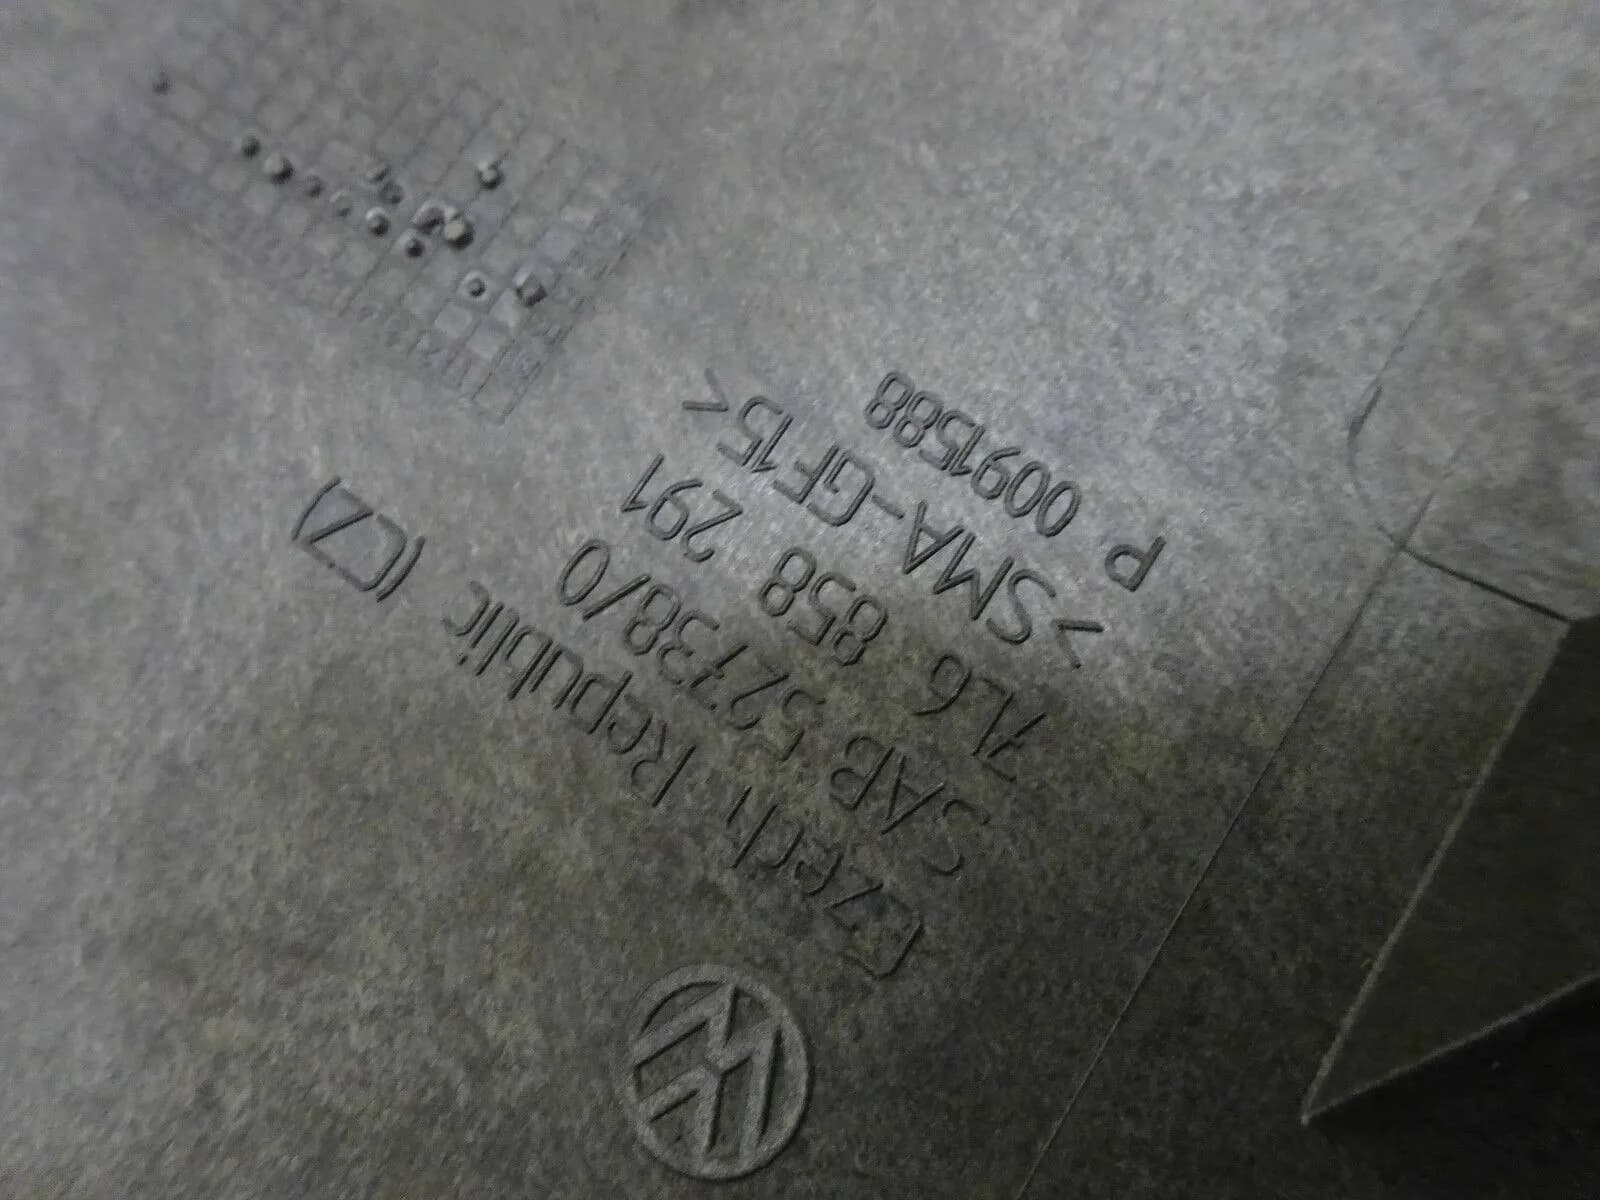 Czech Republic (CZ)
SAB 52738/0
7L6 858 291
>SMA-GF15<
P 0091588